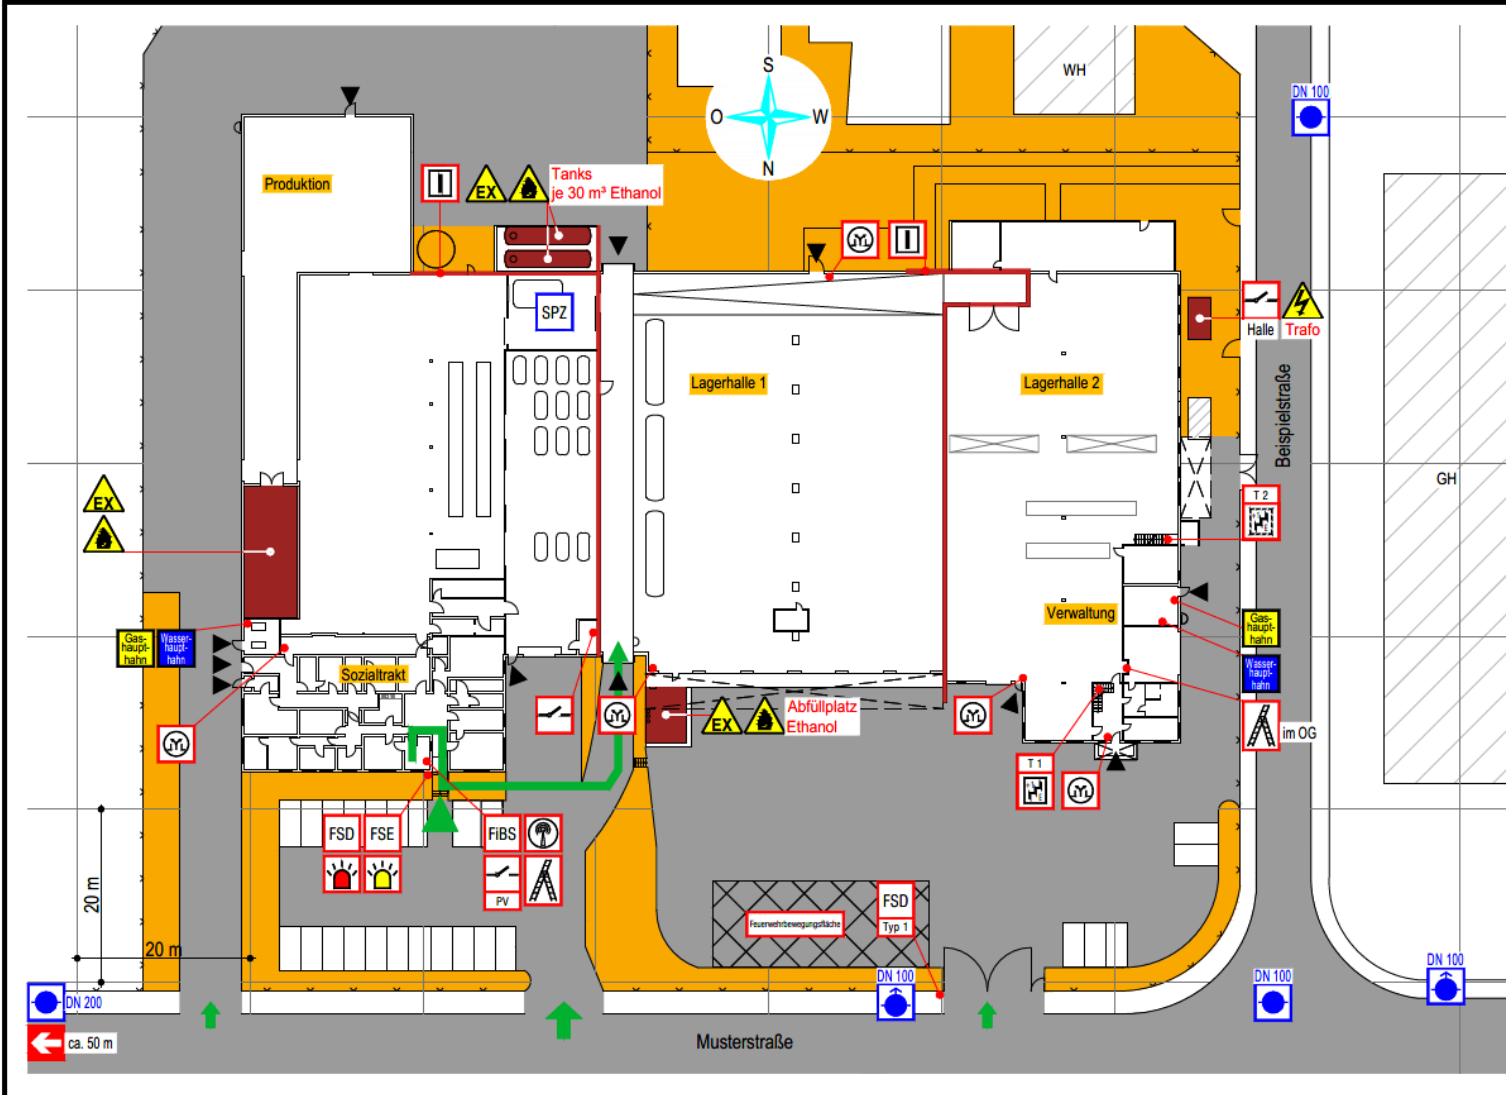 S
O
W
N
WH
DN 100
Produktion
EX
Tanks
je 30 m³ Ethanol
SPZ
Halle
Trafo
Lagerhalle 1
Lagerhalle 2
Beispielstraße
GH
EX
T 2
Verwaltung
Gas-
haupt-
hahn
Wasser-
haupt-
hahn
Gas-
haupt-
hahn
Wasser-
haupt-
hahn
Sozialtrakt
EX
Abfüllplatz
Ethanol
im OG
T 1
FSD
FSE
FiBS
PV
20 m
20 m
Feuerwehrbewegungsfläche
FSD
Typ 1
DN 200
DN 100
DN 100
DN 100
ca. 50 m
Musterstraße